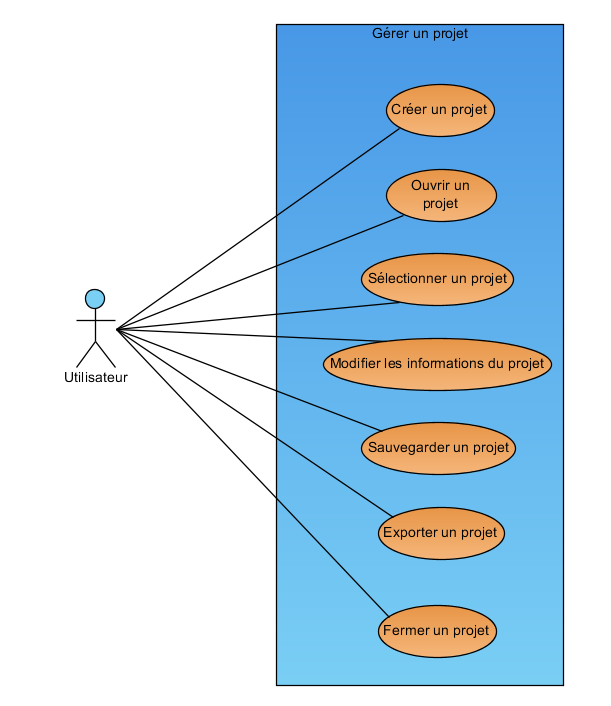 Gérer un projet
Créer un projet
Ouvrir un
projet
Sélectionner un projet
Modifier les informations du projet
Utilisateur
Sauvegarder un projet
Exporter un projet
Fermer un projet